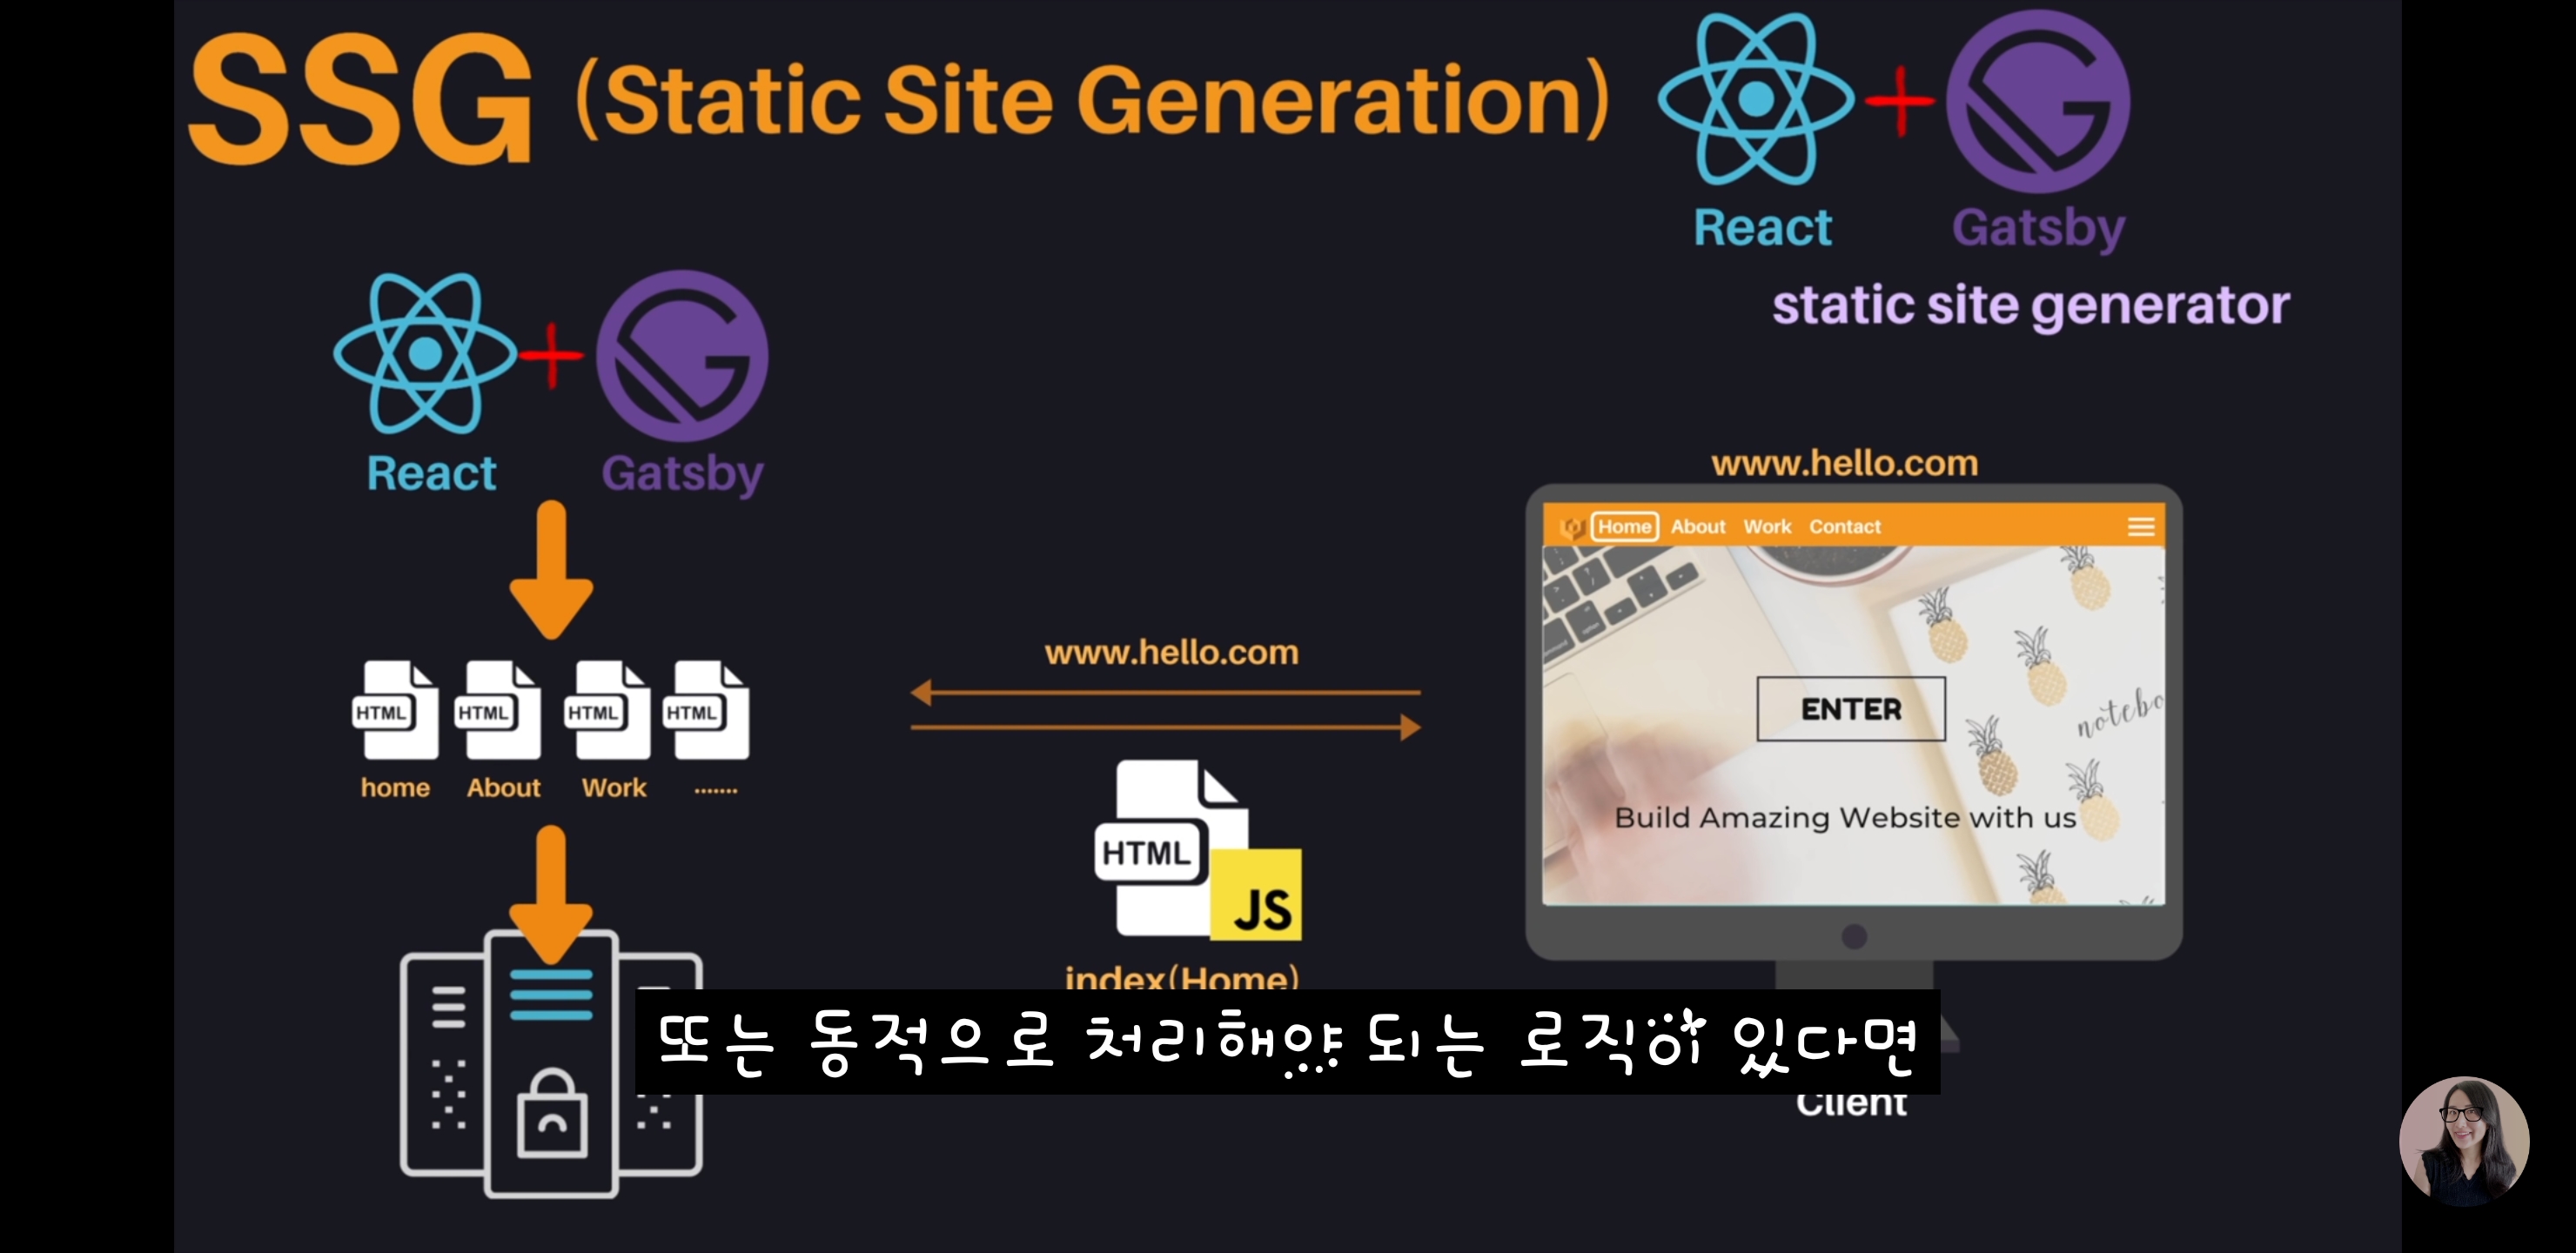 SSG (Static Site Generation)
React
Gatsby
static site generator
React
Gatsby
www.hello.com
Home About Work Contact
ENTER
notebo
Build Amazing Website with us
www.hello.com
HTML
HTML
HTML
HTML
home
About
Work
.......
HTML
JS
index(Home)
또는 동적으로 처리해야 되는 로직이 있다면
Client